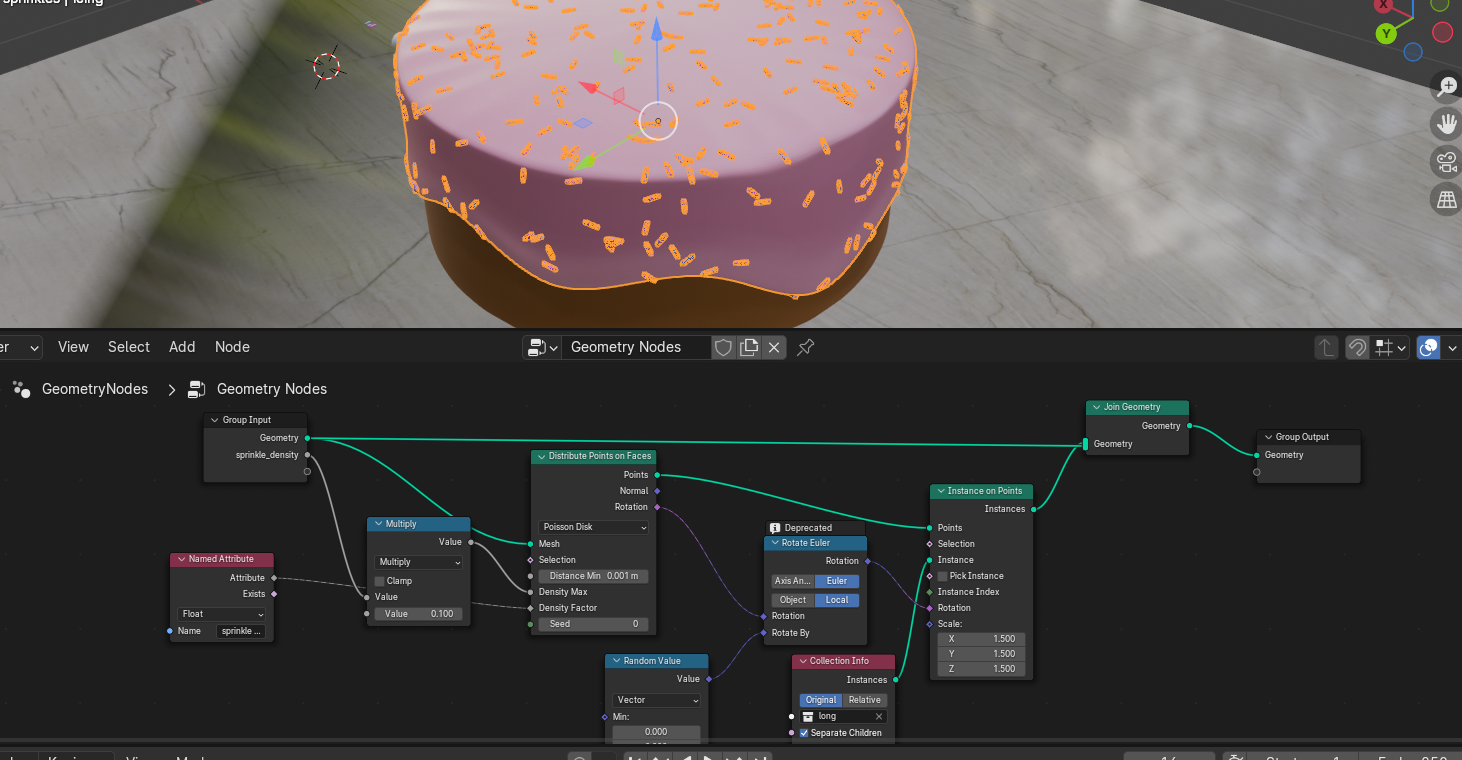 sprinkles | Icing
X
Y
er View Select Add Node Geometry Nodes
GeometryNodes > Geometry Nodes
Group Input
Geometry
sprinkle_density
Named Attribute
Attribute
Exists
Float
Name sprinkle ...
Multiply
Value
Multiply
Clamp
Value
Value 0.100
Distribute Points on Faces
Points
Normal
Rotation
Poisson Disk
Mesh
Selection
Distance Min 0.001 m
Density Max
Density Factor
Seed 0
Random Value
Value
Vector
Min:
0.000
Deprecated
Rotate Euler
Rotation
Axis An... Euler
Object Local
Rotation
Rotate By
Collection Info
Instances
Original Relative
long
Separate Children
Instance on Points
Instances
Points
Selection
Instance
Pick Instance
Instance Index
Rotation
Scale:
X 1.500
Y 1.500
Z 1.500
Join Geometry
Geometry
Geometry
Group Output
Geometry